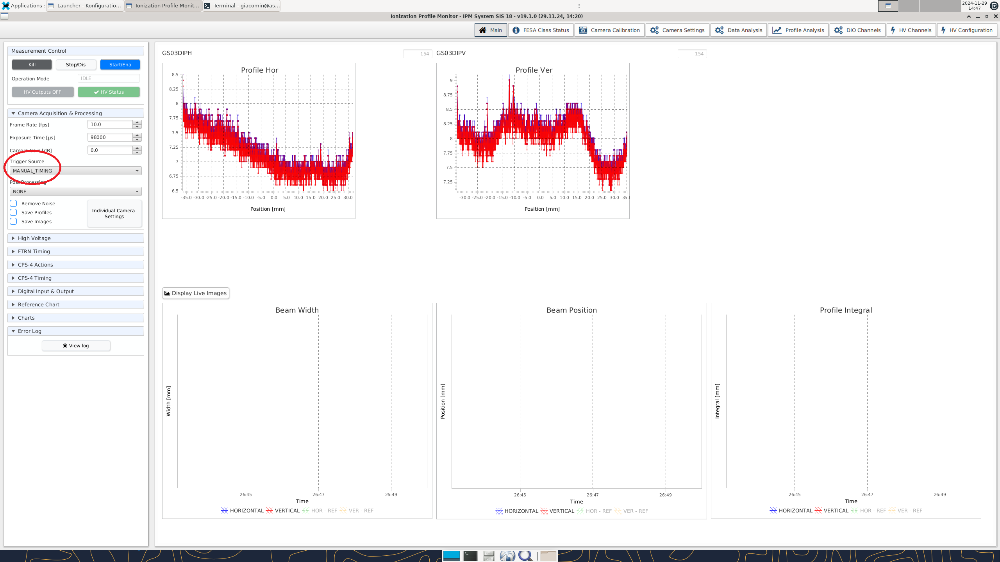 Applications
Launcher - Konfiguratio...
Ionization Profile Monit...
Terminal - giacomin@as...
2024-11-29
14:47
Ionization Profile Monitor - IPM System SIS 18 - v19.1.0 (29.11.24, 14:20)
Main
FESA Class Status
Camera Calibration
Camera Settings
Data Analysis
Profile Analysis
DIO Channels
HV Channels
HV Configuration
Measurement Control
Kill
Stop/Dis
Start/Ena
Operation Mode
IDLE
HV Outputs OFF
HV Status
Camera Acquisition & Processing
Frame Rate [fps]
10.0
Exposure Time [µs]
98000
Camera Gain [dB]
0.0
Trigger Source
MANUAL_TIMING
Post Processing
NONE
Remove Noise
Save Profiles
Save Images
Individual Camera
Settings
High Voltage
FTRN Timing
CPS-4 Actions
CPS-4 Timing
Digital Input & Output
Reference Chart
Charts
Error Log
View log
GS03DIPH
154
Profile Hor
8.5
8.25
8
7.75
7.5
7.25
7
6.75
6.5
-35.0 -30.0 -25.0 -20.0 -15.0 -10.0 -5.0 0.0 5.0 10.0 15.0 20.0 25.0 30.0
Position [mm]
GS03DIPV
154
Profile Ver
9
8.75
8.5
8.25
8
7.75
7.5
7.25
-30.0 -25.0 -20.0 -15.0 -10.0 -5.0 0.0 5.0 10.0 15.0 20.0 25.0 30.0 35.
Position [mm]
Display Live Images
Beam Width
Width [mm]
26:45 26:47 26:49
Time
HORIZONTAL VERTICAL HOR - REF VER - REF
Beam Position
Position [mm]
26:45 26:47 26:49
Time
HORIZONTAL VERTICAL HOR - REF VER - REF
Profile Integral
Integral [mm]
26:45 26:47 26:49
Time
HORIZONTAL VERTICAL HOR - REF VER - REF